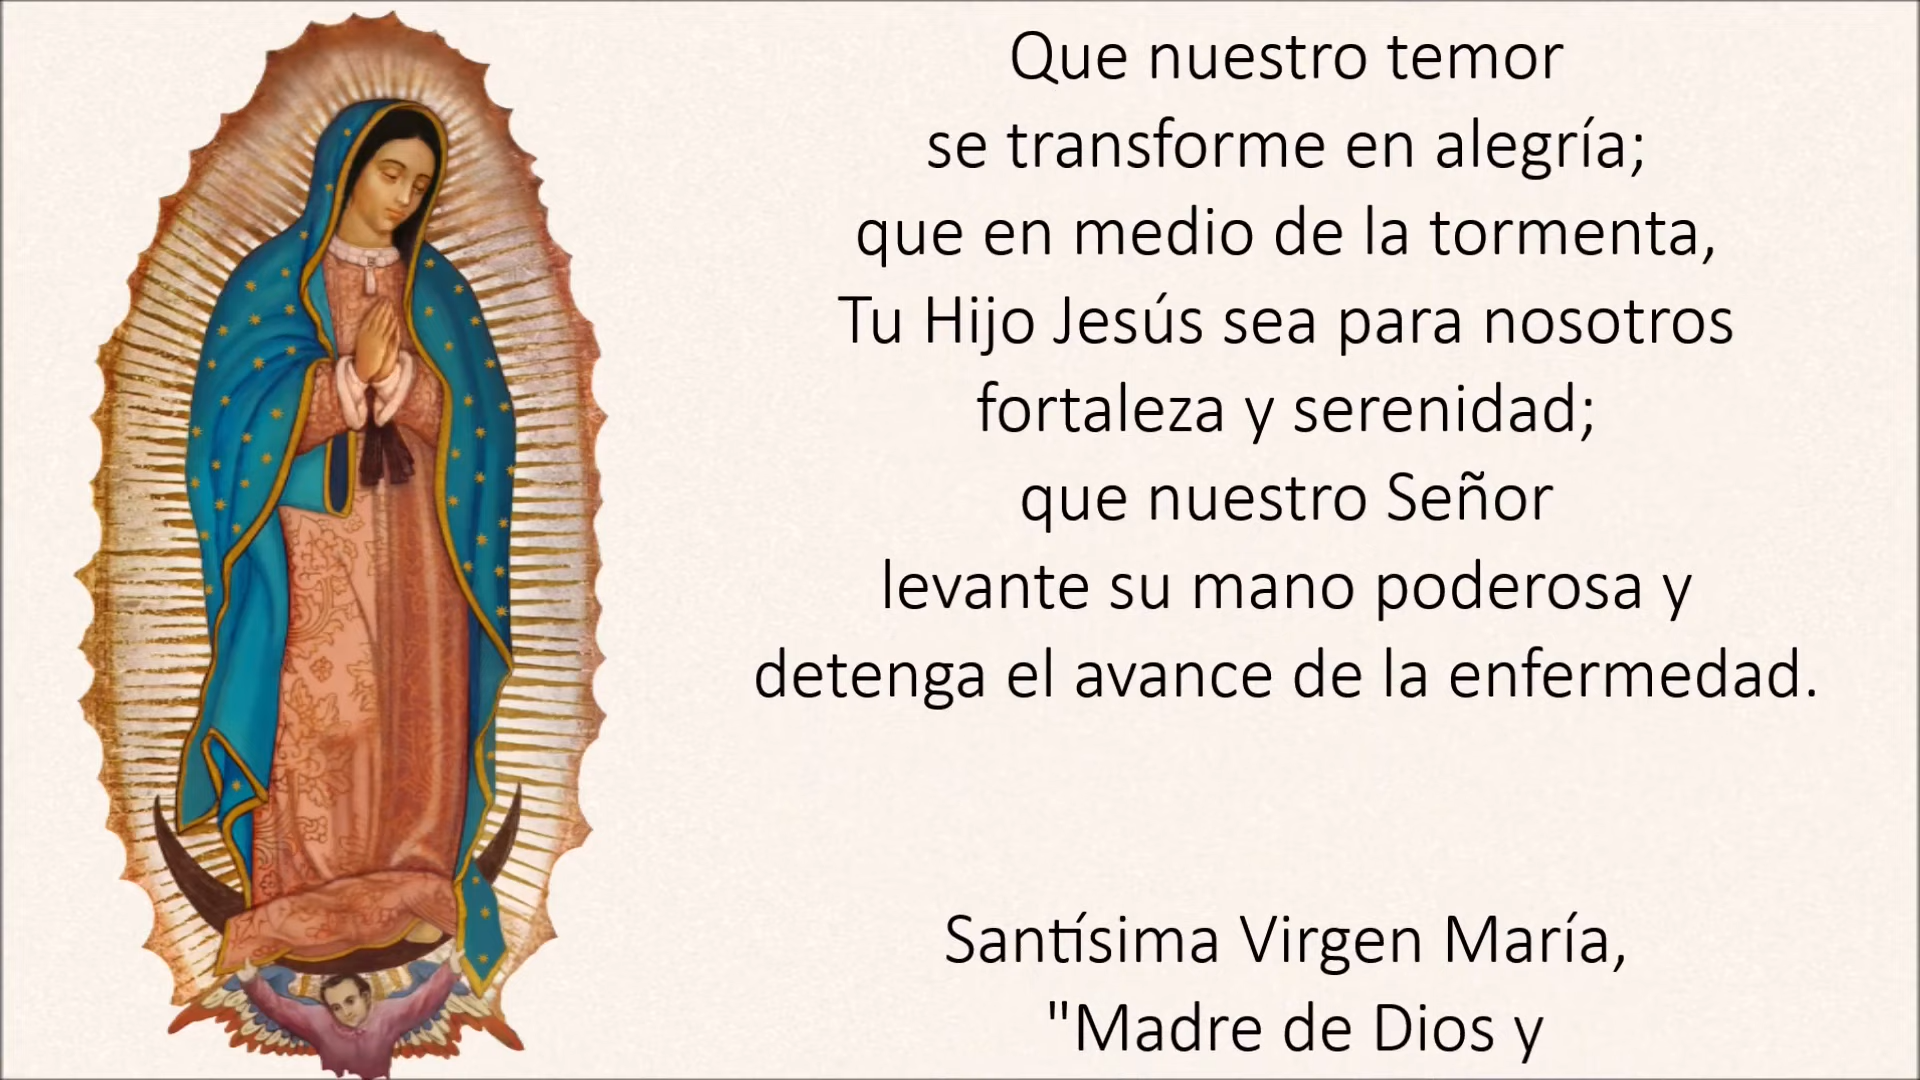 Que nuestro temor
se transforme en alegría;
que en medio de la tormenta,
Tu Hijo Jesús sea para nosotros
fortaleza y serenidad;
que nuestro Señor
levante su mano poderosa y
detenga el avance de la enfermedad.
Santísima Virgen María,
"Madre de Dios y